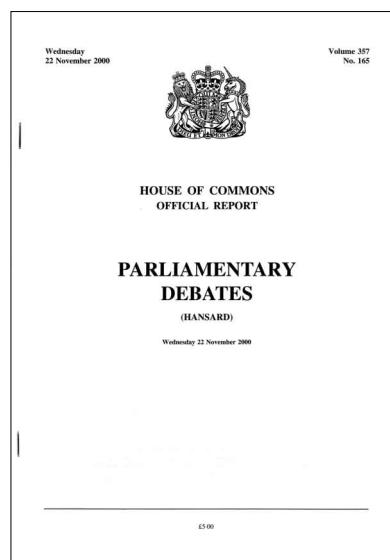 Wednesday
22 November 2000
Volume 357
No. 165
HOUSE OF COMMONS
OFFICIAL REPORT
PARLIAMENTARY
DEBATES
(HANSARD)
Wednesday 22 November 2000
£5·00